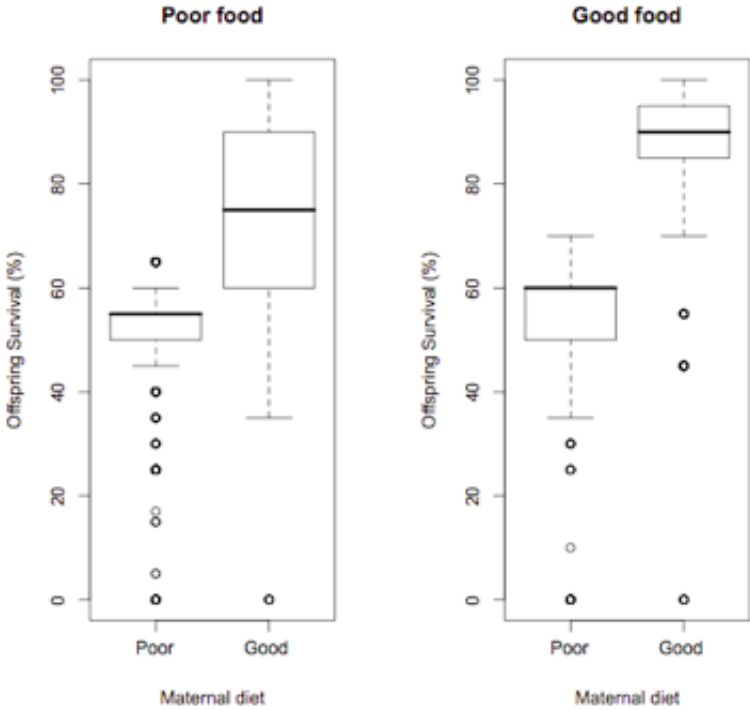 Poor food
Offspring Survival (%)
0
20
40
60
80
100
Poor Good
Maternal diet
Good food
Offspring Survival (%)
0
20
40
60
80
100
Poor Good
Maternal diet